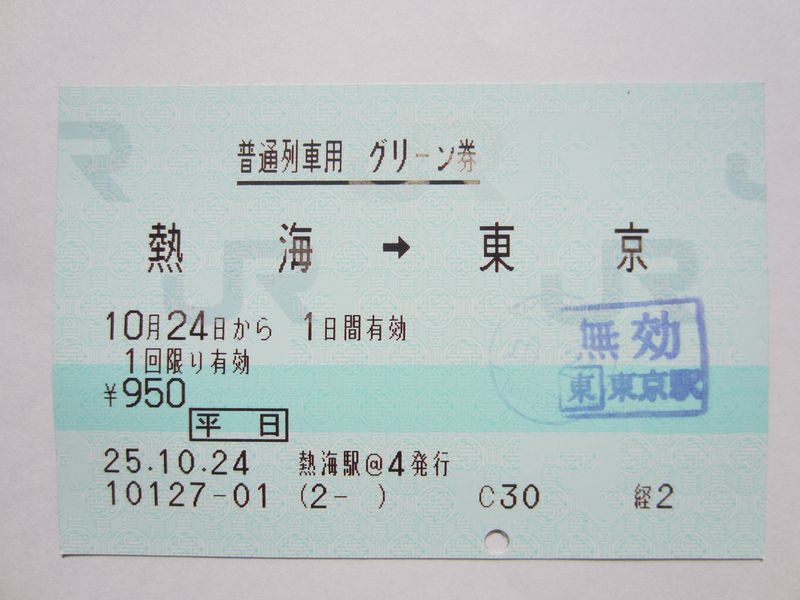 普通列車用 グリーン券
熱海 → 東京
10月24日から 1日間有効
1回限り有効
¥950
平日
25.10.24 熱海駅@4発行
10127-01 (2- ) C30 経2
無効
東 東京駅